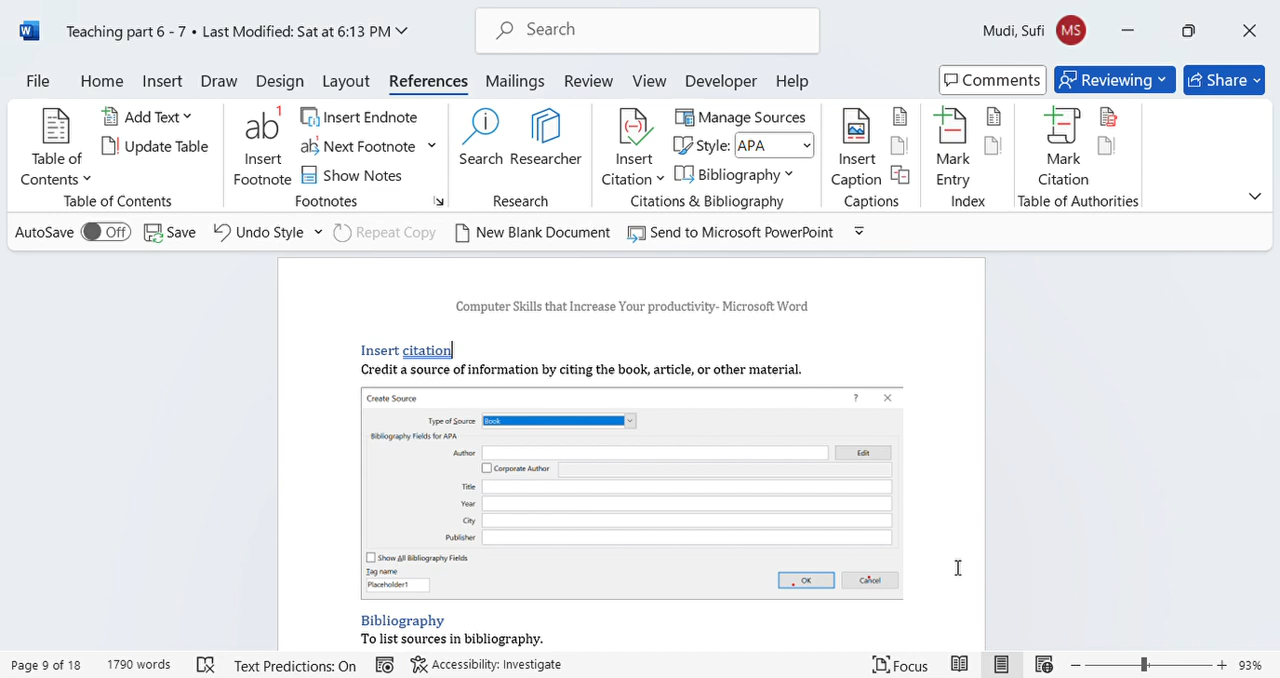 Teaching part 6 - 7 • Last Modified: Sat at 6:13 PM
Search
Mudi, Sufi
MS
File Home Insert Draw Design Layout References Mailings Review View Developer Help
Comments Reviewing Share
Table of Contents
Add Text
Update Table
Table of Contents
ab1
Insert Footnote
Insert Endnote
Next Footnote
Show Notes
Footnotes
Search
Researcher
Research
Insert Citation
Manage Sources
Style: APA
Bibliography
Citations & Bibliography
Insert Caption
Captions
Mark Entry
Index
Mark Citation
Table of Authorities
AutoSave Off Save Undo Style Repeat Copy New Blank Document Send to Microsoft PowerPoint
Computer Skills that Increase Your productivity- Microsoft Word
Insert citation
Credit a source of information by citing the book, article, or other material.
Create Source ?
Type of Source Book
Bibliography Fields for APA
Author Edit
Corporate Author
Title
Year
City
Publisher
Show All Bibliography Fields
Tag name
Placeholder1
OK Cancel
Bibliography
To list sources in bibliography.
Page 9 of 18 1790 words Text Predictions: On Accessibility: Investigate Focus 93%